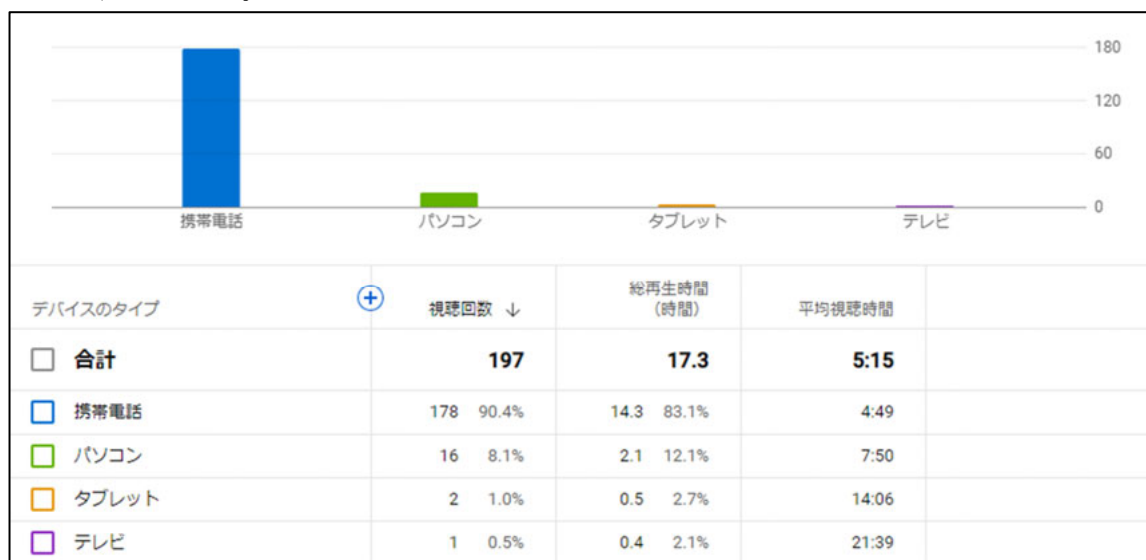 180
120
60
0
携帯電話 パソコン タブレット テレビ
デバイスのタイプ 視聴回数 ↓ 総再生時間 (時間) 平均視聴時間
合計 197 17.3 5:15
携帯電話 178 90.4% 14.3 83.1% 4:49
パソコン 16 8.1% 2.1 12.1% 7:50
タブレット 2 1.0% 0.5 2.7% 14:06
テレビ 1 0.5% 0.4 2.1% 21:39